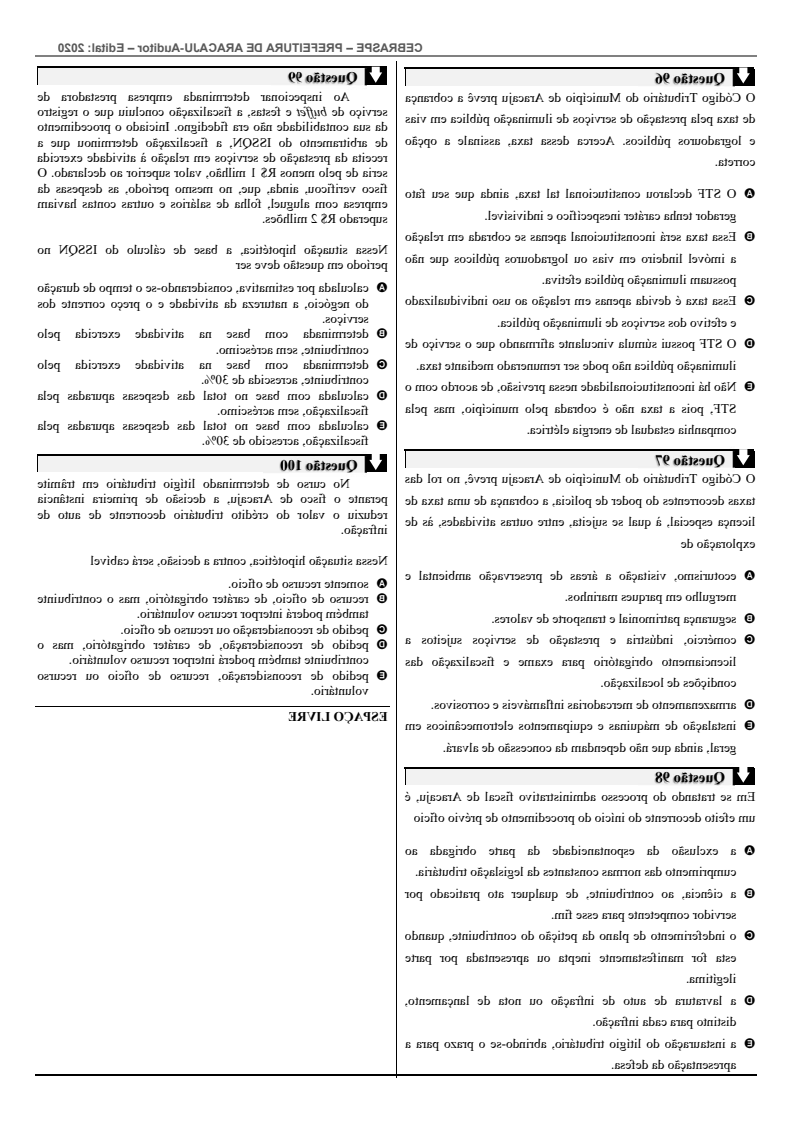 CEBRASPE – PREFEITURA DE ARACAJU-Auditor – Edital: 2020
Questão 96
O Código Tributário do Município de Aracaju prevê a cobrança
de taxa pela prestação de serviços de iluminação pública em vias
e logradouros públicos. Acerca dessa taxa, assinale a opção
correta.
A O STF declarou constitucional tal taxa, ainda que seu fato
gerador tenha caráter inespecífico e indivisível.
B Essa taxa será inconstitucional apenas se cobrada em relação
a imóvel lindeiro em vias ou logradouros públicos que não
possuam iluminação pública efetiva.
C Essa taxa é devida apenas em relação ao uso individualizado
e efetivo dos serviços de iluminação pública.
D O STF possui súmula vinculante afirmando que o serviço de
iluminação pública não pode ser remunerado mediante taxa.
E Não há inconstitucionalidade nessa previsão, de acordo com o
STF, pois a taxa não é cobrada pelo município, mas pela
companhia estadual de energia elétrica.
Questão 97
O Código Tributário do Município de Aracaju prevê, no rol das
taxas decorrentes do poder de polícia, a cobrança de uma taxa de
licença especial, à qual se sujeita, entre outras atividades, às de
exploração de
A ecoturismo, visitação a áreas de preservação ambiental e
mergulho em parques marinhos.
B segurança patrimonial e transporte de valores.
C comércio, indústria e prestação de serviços sujeitos a
licenciamento obrigatório para exame e fiscalização das
condições de localização.
D armazenamento de mercadorias inflamáveis e corrosivos.
E instalação de máquinas e equipamentos eletromecânicos em
geral, ainda que não dependam da concessão de alvará.
Questão 98
Em se tratando do processo administrativo fiscal de Aracaju, é
um efeito decorrente do início do procedimento de prévio ofício
A a exclusão da espontaneidade da parte obrigada ao
cumprimento das normas constantes da legislação tributária.
B a ciência, ao contribuinte, de qualquer ato praticado por
servidor competente para esse fim.
C o indeferimento de plano da petição do contribuinte, quando
esta for manifestamente inepta ou apresentada por parte
ilegítima.
D a lavratura de auto de infração ou nota de lançamento,
distinto para cada infração.
E a instauração do litígio tributário, abrindo-se o prazo para a
apresentação da defesa.
Questão 99
Ao inspecionar determinada empresa prestadora de
serviço de buffet e festas, a fiscalização concluiu que o registro
da sua contabilidade não era fidedigno. Iniciado o procedimento
de arbitramento do ISSQN, a fiscalização determinou que a
receita da prestação de serviços em relação à atividade exercida
seria de pelo menos R$ 1 milhão, valor superior ao declarado. O
fisco verificou, ainda, que, no mesmo período, as despesas da
empresa com aluguel, folha de salários e outras contas haviam
superado R$ 2 milhões.
Nessa situação hipotética, a base de cálculo do ISSQN no
período em questão deve ser
A calculada por estimativa, considerando-se o tempo de duração
do negócio, a natureza da atividade e o preço corrente dos
serviços.
B determinada com base na atividade exercida pelo
contribuinte, sem acréscimo.
C determinada com base na atividade exercida pelo
contribuinte, acrescida de 30%.
D calculada com base no total das despesas apuradas pela
fiscalização, sem acréscimo.
E calculada com base no total das despesas apuradas pela
fiscalização, acrescido de 30%.
Questão 100
No curso de determinado litígio tributário em trâmite
perante o fisco de Aracaju, a decisão de primeira instância
reduziu o valor do crédito tributário decorrente de auto de
infração.
Nessa situação hipotética, contra a decisão, será cabível
A somente recurso de ofício.
B recurso de ofício, de caráter obrigatório, mas o contribuinte
também poderá interpor recurso voluntário.
C pedido de reconsideração ou recurso de ofício.
D pedido de reconsideração, de caráter obrigatório, mas o
contribuinte também poderá interpor recurso voluntário.
E pedido de reconsideração, recurso de ofício ou recurso
voluntário.
ESPAÇO LIVRE